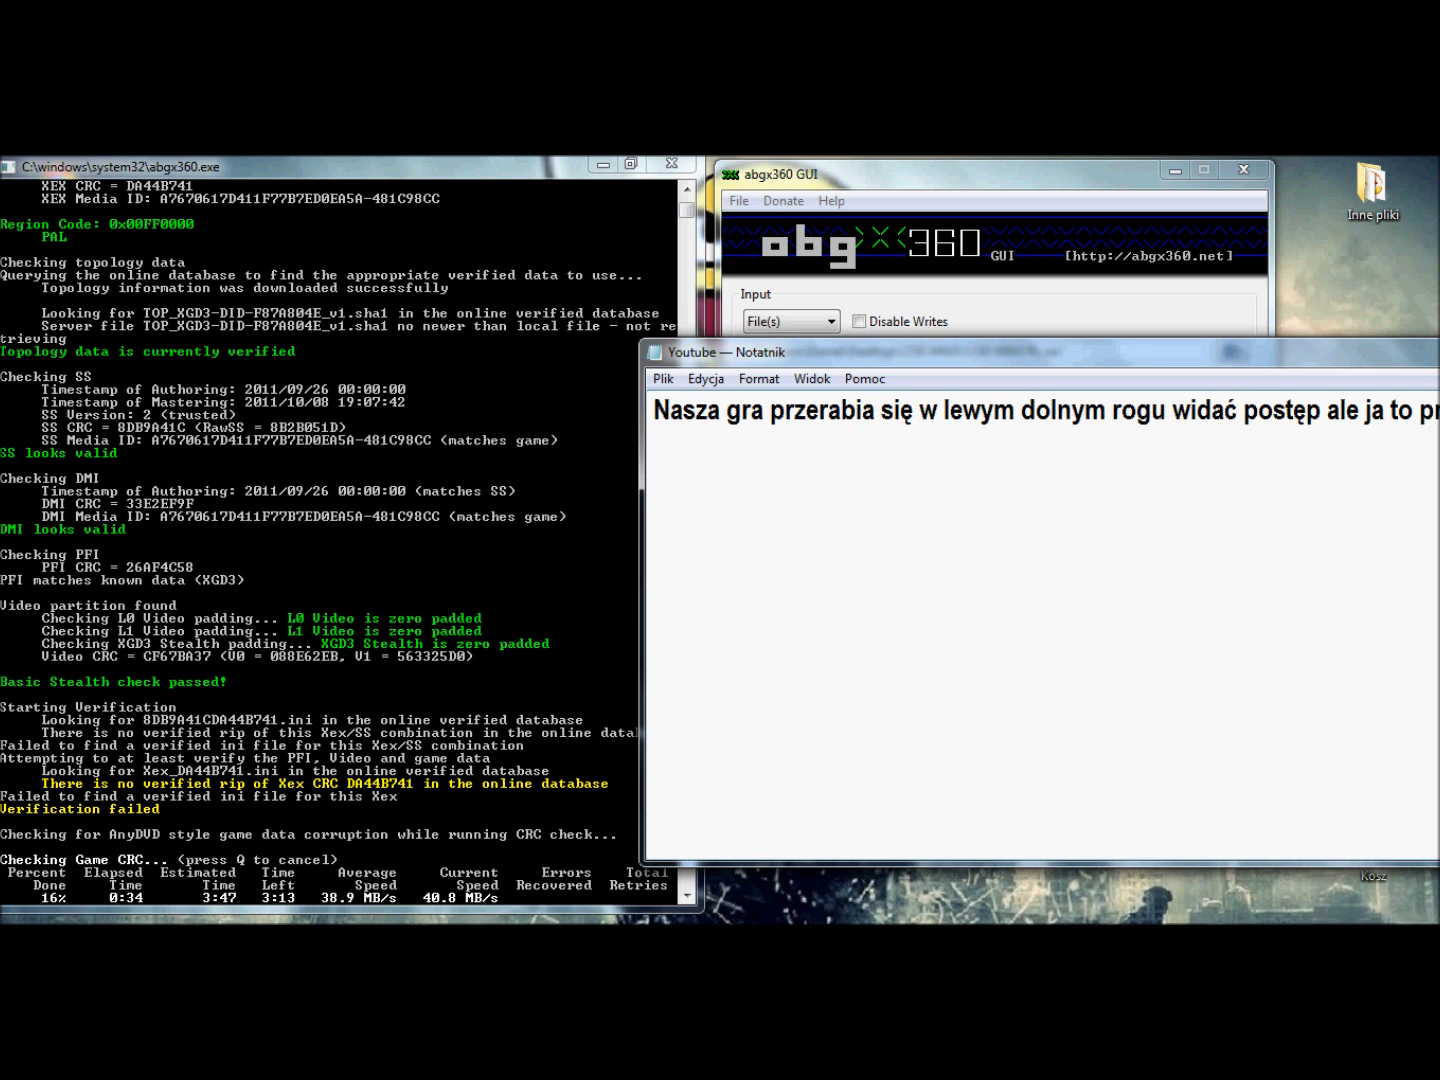 C:\windows\system32\abgx360.exe
XEX CRC = DA44B741
XEX Media ID: A7670617D411F77B7ED0EA5A-481C98CC
Region Code: 0x00FF0000
PAL
Checking topology data
Querying the online database to find the appropriate verified data to use...
Topology information was downloaded successfully
Looking for TOP_XGD3-DID-F87A804E_v1.sha1 in the online verified database
Server file TOP_XGD3-DID-F87A804E_v1.sha1 no newer than local file - not re
trieving
Topology data is currently verified
Checking SS
Timestamp of Authoring: 2011/09/26 00:00:00
Timestamp of Mastering: 2011/10/08 19:07:42
SS Version: 2 (trusted)
SS CRC = 8DB9A41C (RawSS = 8B2B051D)
SS Media ID: A7670617D411F77B7ED0EA5A-481C98CC (matches game)
SS looks valid
Checking DMI
Timestamp of Authoring: 2011/09/26 00:00:00 (matches SS)
DMI CRC = 33E2EF9F
DMI Media ID: A7670617D411F77B7ED0EA5A-481C98CC (matches game)
DMI looks valid
Checking PFI
PFI CRC = 26AF4C58
PFI matches known data (XGD3)
Video partition found
Checking L0 Video padding... L0 Video is zero padded
Checking L1 Video padding... L1 Video is zero padded
Checking XGD3 Stealth padding... XGD3 Stealth is zero padded
Video CRC = CF67BA37 (V0 = 088E62EB, V1 = 563325D0)
Basic Stealth check passed!
Starting Verification
Looking for 8DB9A41CDA44B741.ini in the online verified database
There is no verified rip of this Xex/SS combination in the online data
Failed to find a verified ini file for this Xex/SS combination
Attempting to at least verify the PFI, Video and game data
Looking for Xex_DA44B741.ini in the online verified database
There is no verified rip of Xex CRC DA44B741 in the online database
Failed to find a verified ini file for this Xex
Verification failed
Checking for AnyDVD style game data corruption while running CRC check...
Checking Game CRC... (press Q to cancel)
Percent Elapsed Estimated Time Average Current Errors Total
Done Time Time Left Speed Speed Recovered Retries
16% 0:34 3:47 3:13 38.9 MB/s 40.8 MB/s
abgx360 GUI
File Donate Help
abgx360 GUI [http://abgx360.net]
Input
File(s) Disable Writes
Youtube — Notatnik
Plik Edycja Format Widok Pomoc
Nasza gra przerabia się w lewym dolnym rogu widać postęp ale ja to pr
Inne pliki
Kosz